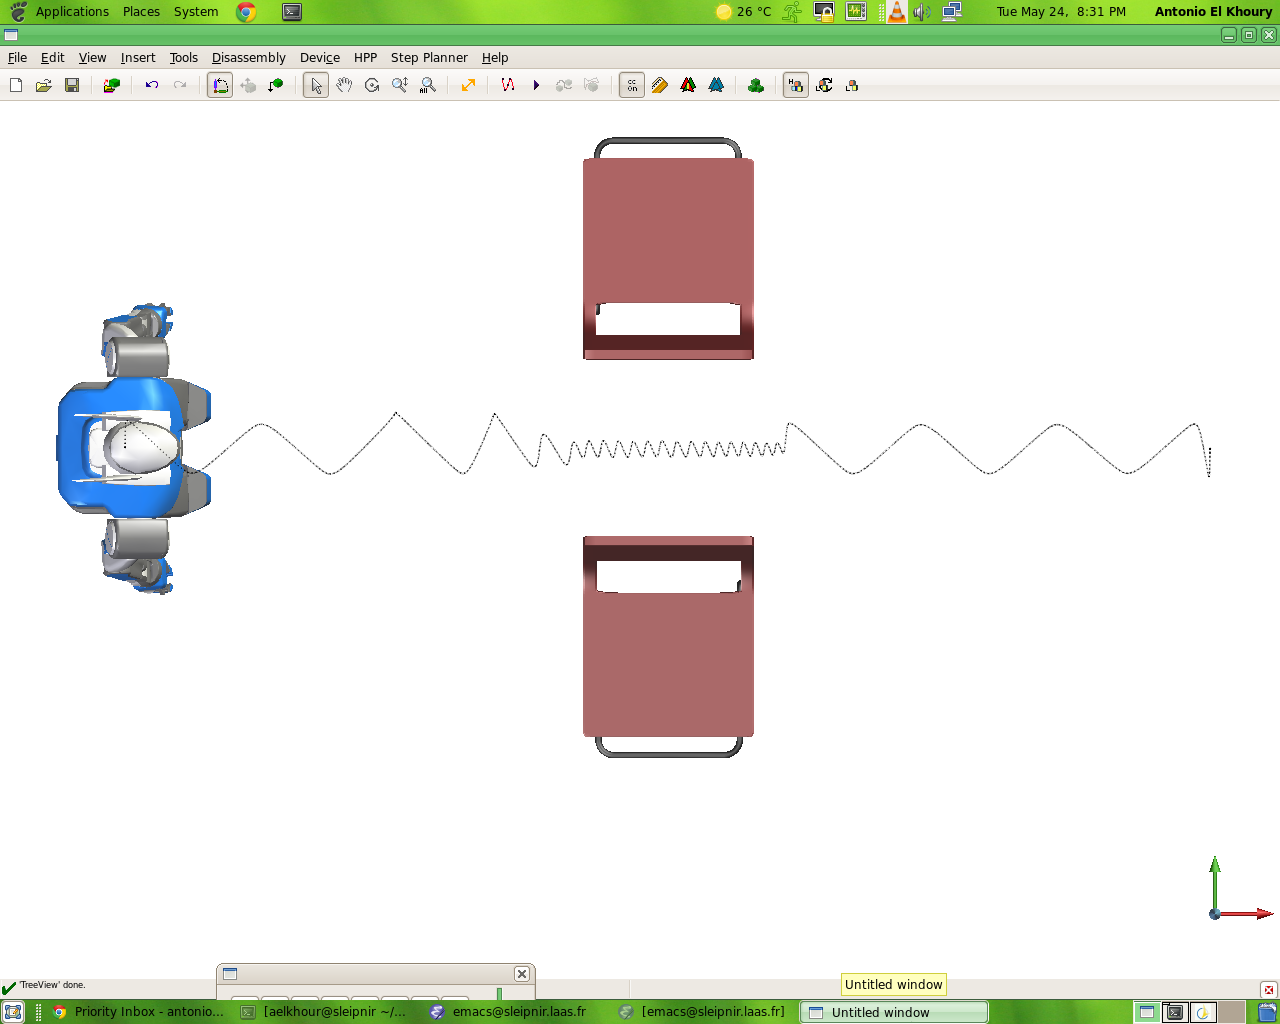 Applications Places System 26 °C Tue May 24, 8:31 PM Antonio El Khoury
File Edit View Insert Tools Disassembly Device HPP Step Planner Help
cc on
'TreeView' done.
Untitled window
Priority Inbox - antonio... [aelkhour@sleipnir ~/... emacs@sleipnir.laas.fr [emacs@sleipnir.laas.fr] Untitled window